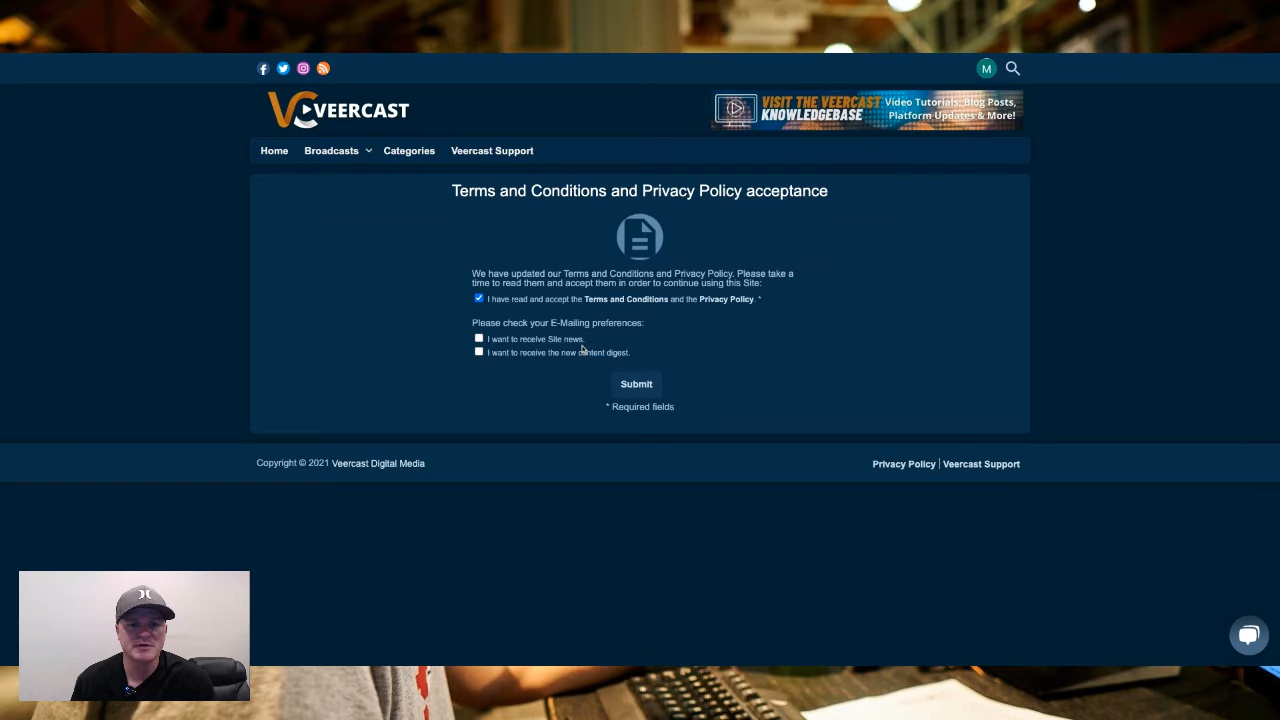 M
VC VEERCAST
VISIT THE VEERCAST
KNOWLEDGEBASE
Video Tutorials, Blog Posts,
Platform Updates & More!
Home Broadcasts Categories Veercast Support
Terms and Conditions and Privacy Policy acceptance
We have updated our Terms and Conditions and Privacy Policy. Please take a
time to read them and accept them in order to continue using this Site:
I have read and accept the Terms and Conditions and the Privacy Policy. *
Please check your E-Mailing preferences:
I want to receive Site news.
I want to receive the new content digest.
Submit
* Required fields
Copyright © 2021 Veercast Digital Media
Privacy Policy | Veercast Support